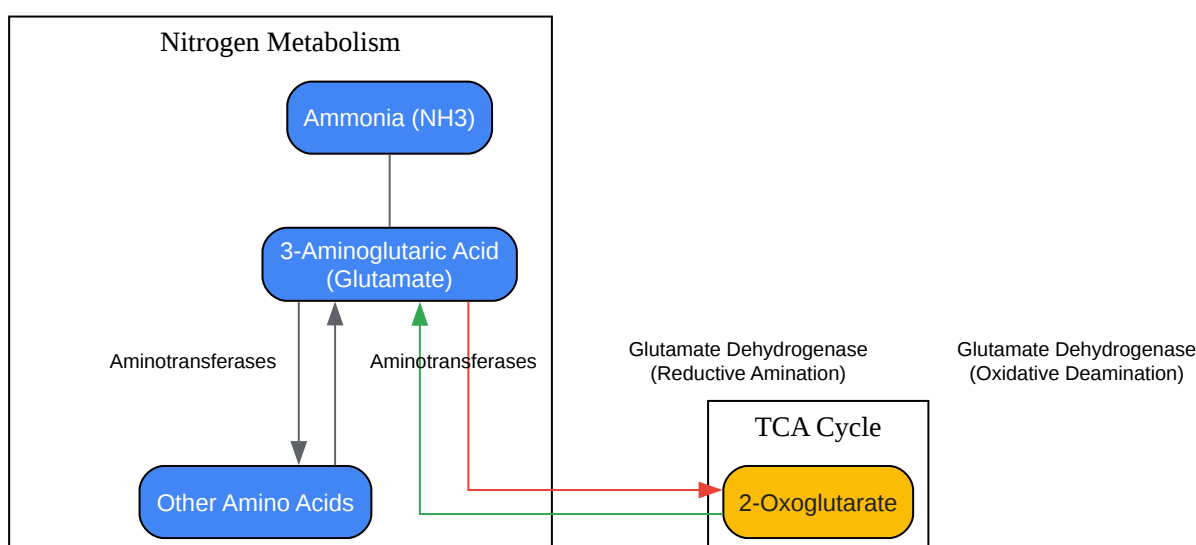 Nitrogen Metabolism
Ammonia (NH3)
3-Aminoglutaric Acid
(Glutamate)
Aminotransferases
Aminotransferases
Glutamate Dehydrogenase
(Reductive Amination)
Glutamate Dehydrogenase
(Oxidative Deamination)
TCA Cycle
Other Amino Acids
2-Oxoglutarate